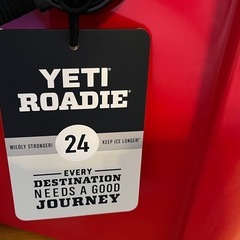 YETI
ROADIE®
WILDLY STRONGER! 24 KEEP ICE LONGER!
EVERY
DESTINATION
NEEDS A GOOD
JOURNEY